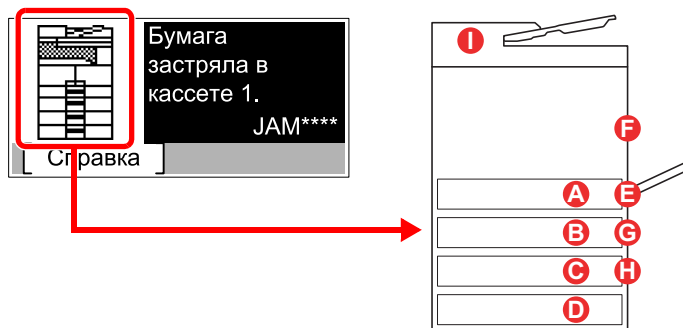 Бумага
застряла в
кассете 1.
JAM****
Справка
I
F
A E
B G
C H
D